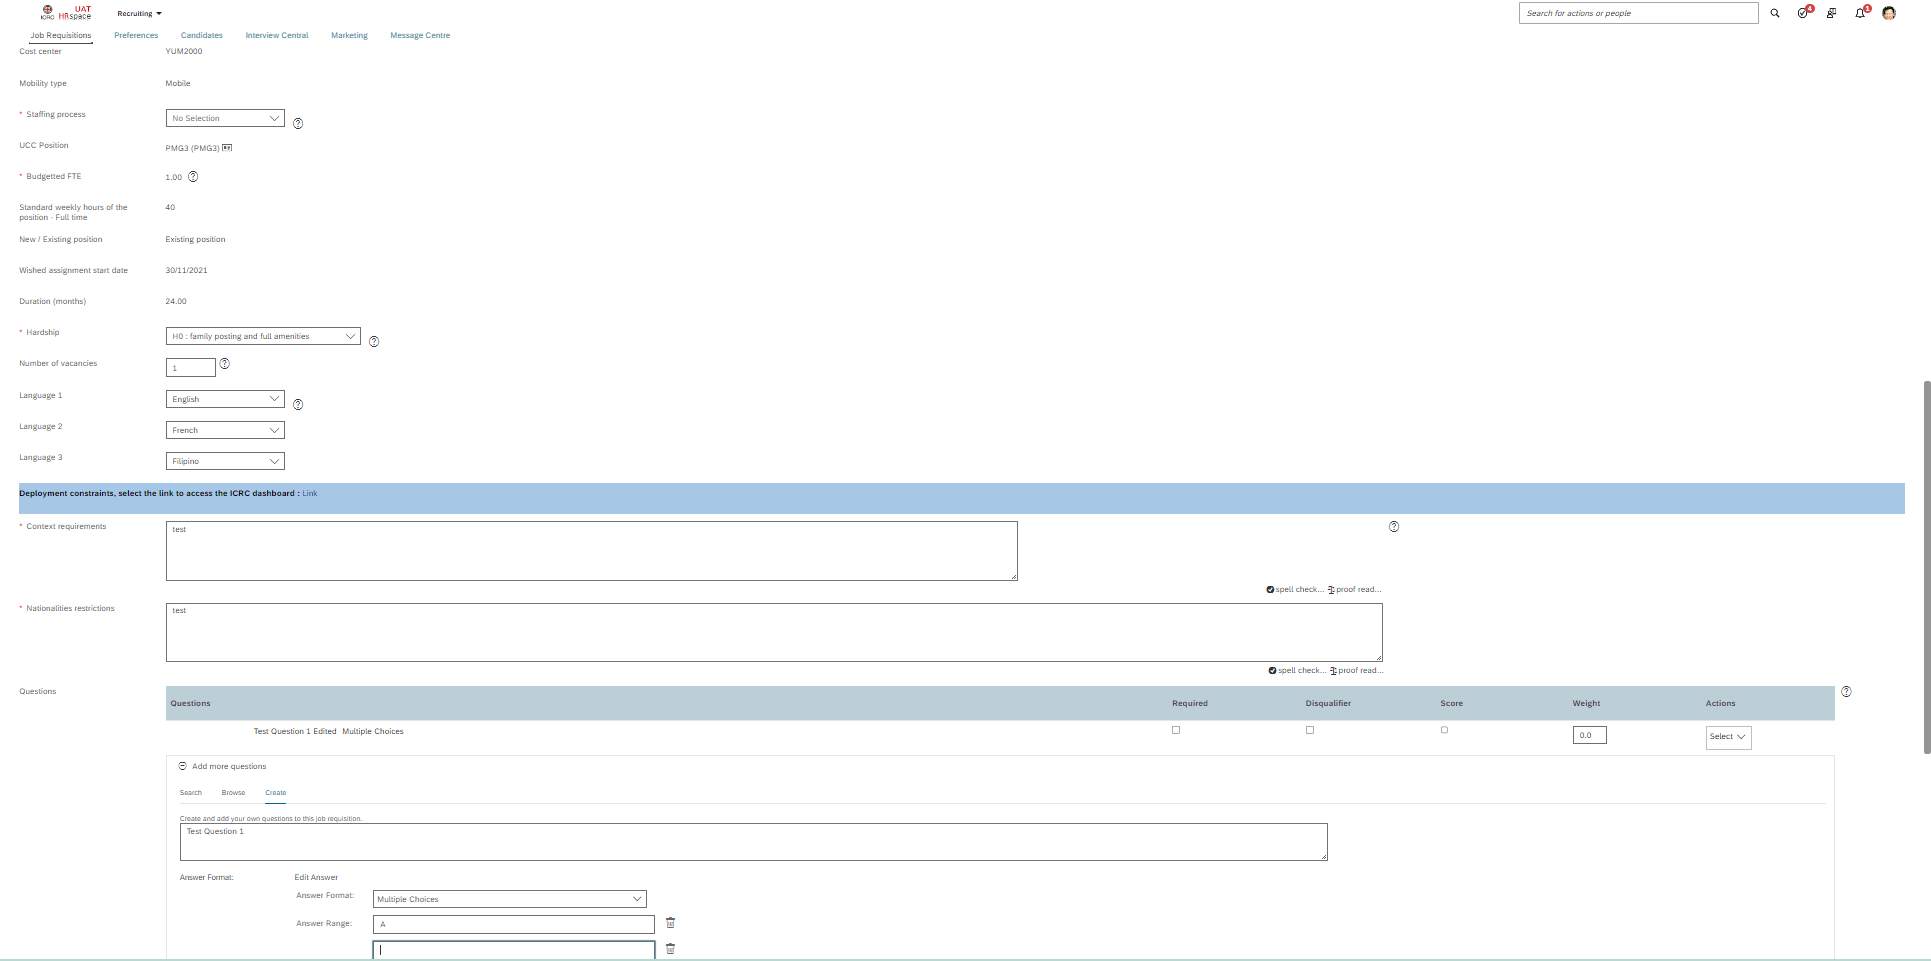 ICRC UAT HRspace Recruiting Search for actions or people 4 1
Job Requisitions Preferences Candidates Interview Central Marketing Message Centre
Cost center YUM2000
Mobility type Mobile
* Staffing process No Selection
UCC Position PMG3 (PMG3)
* Budgetted FTE 1.00
Standard weekly hours of the 40
position - Full time
New / Existing position Existing position
Wished assignment start date 30/11/2021
Duration (months) 24.00
* Hardship H0 : family posting and full amenities
Number of vacancies 1
Language 1 English
Language 2 French
Language 3 Filipino
Deployment constraints, select the link to access the ICRC dashboard : Link
* Context requirements test
spell check... proof read...
* Nationalities restrictions test
spell check... proof read...
Questions
Questions Required Disqualifier Score Weight Actions
Test Question 1 Edited Multiple Choices 0.0 Select
Add more questions
Search Browse Create
Create and add your own questions to this job requisition.
Test Question 1
Answer Format: Edit Answer
Answer Format: Multiple Choices
Answer Range: A